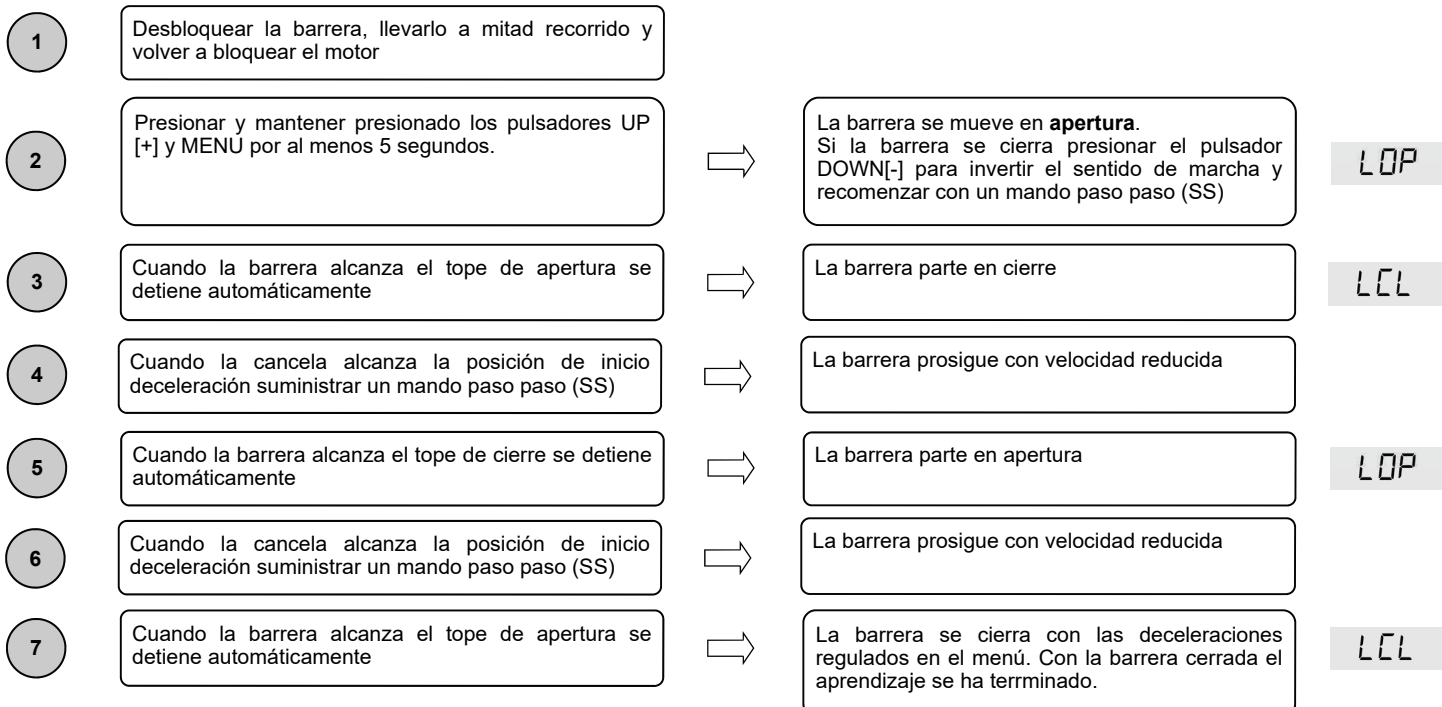 1
Desbloquear la barrera, llevarlo a mitad recorrido y
volver a bloquear el motor
2
Presionar y mantener presionado los pulsadores UP
[+] y MENU por al menos 5 segundos.
La barrera se mueve en apertura.
Si la barrera se cierra presionar el pulsador
DOWN[-] para invertir el sentido de marcha y
recomenzar con un mando paso paso (SS)
LOP
3
Cuando la barrera alcanza el tope de apertura se
detiene automáticamente
La barrera parte en cierre
LCL
4
Cuando la cancela alcanza la posición de inicio
deceleración suministrar un mando paso paso (SS)
La barrera prosigue con velocidad reducida
5
Cuando la barrera alcanza el tope de cierre se detiene
automáticamente
La barrera parte en apertura
LOP
6
Cuando la cancela alcanza la posición de inicio
deceleración suministrar un mando paso paso (SS)
La barrera prosigue con velocidad reducida
7
Cuando la barrera alcanza el tope de apertura se
detiene automáticamente
La barrera se cierra con las deceleraciones
regulados en el menú. Con la barrera cerrada el
aprendizaje se ha terrminado.
LCL